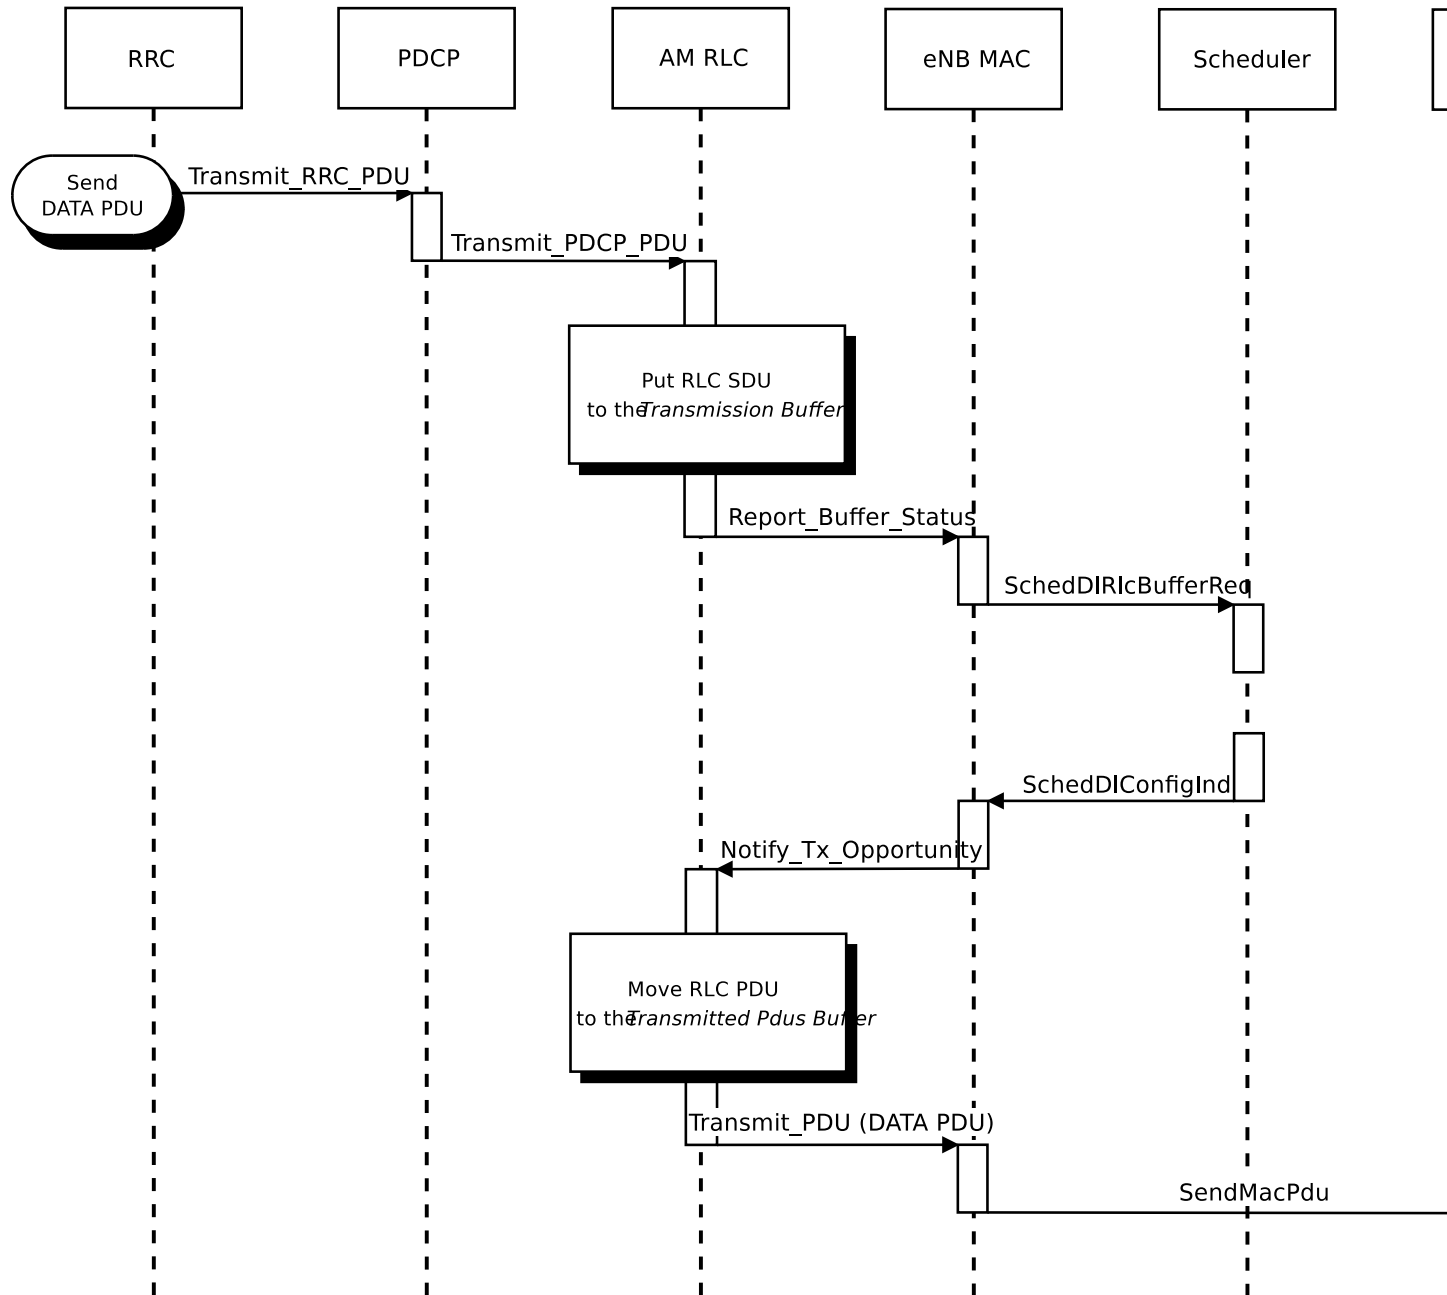 RRC
PDCP
AM RLC
eNB MAC
Scheduler
Send
DATA PDU
Transmit_RRC_PDU
Transmit_PDCP_PDU
Put RLC SDU
to the Transmission Buffer
Report_Buffer_Status
SchedDlRlcBufferReq
SchedDlConfigInd
Notify_Tx_Opportunity
Move RLC PDU
to the Transmitted Pdus Buffer
Transmit_PDU (DATA PDU)
SendMacPdu